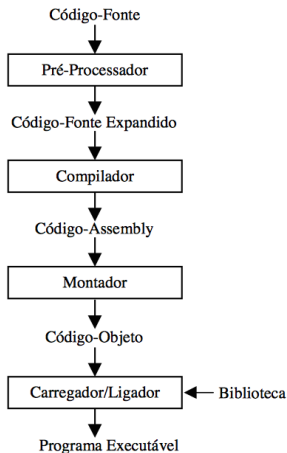 Código-Fonte
Pré-Processador
Código-Fonte Expandido
Compilador
Código-Assembly
Montador
Código-Objeto
Carregador/Ligador
Biblioteca
Programa Executável